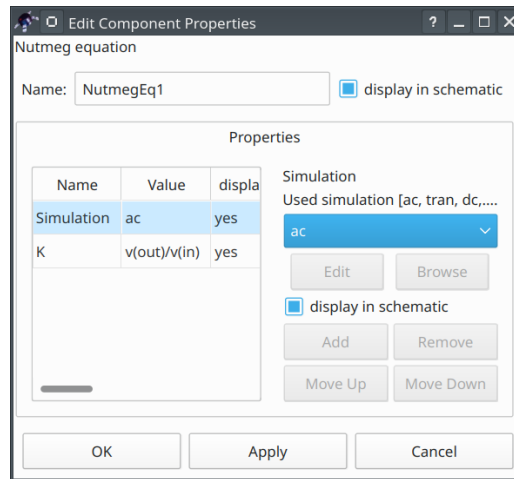 Edit Component Properties
?
Nutmeg equation
Name: NutmegEq1 display in schematic
Properties
Name Value displa
Simulation ac yes
K v(out)/v(in) yes
Simulation
Used simulation [ac, tran, dc,....
ac
Edit Browse
display in schematic
Add Remove
Move Up Move Down
OK Apply Cancel